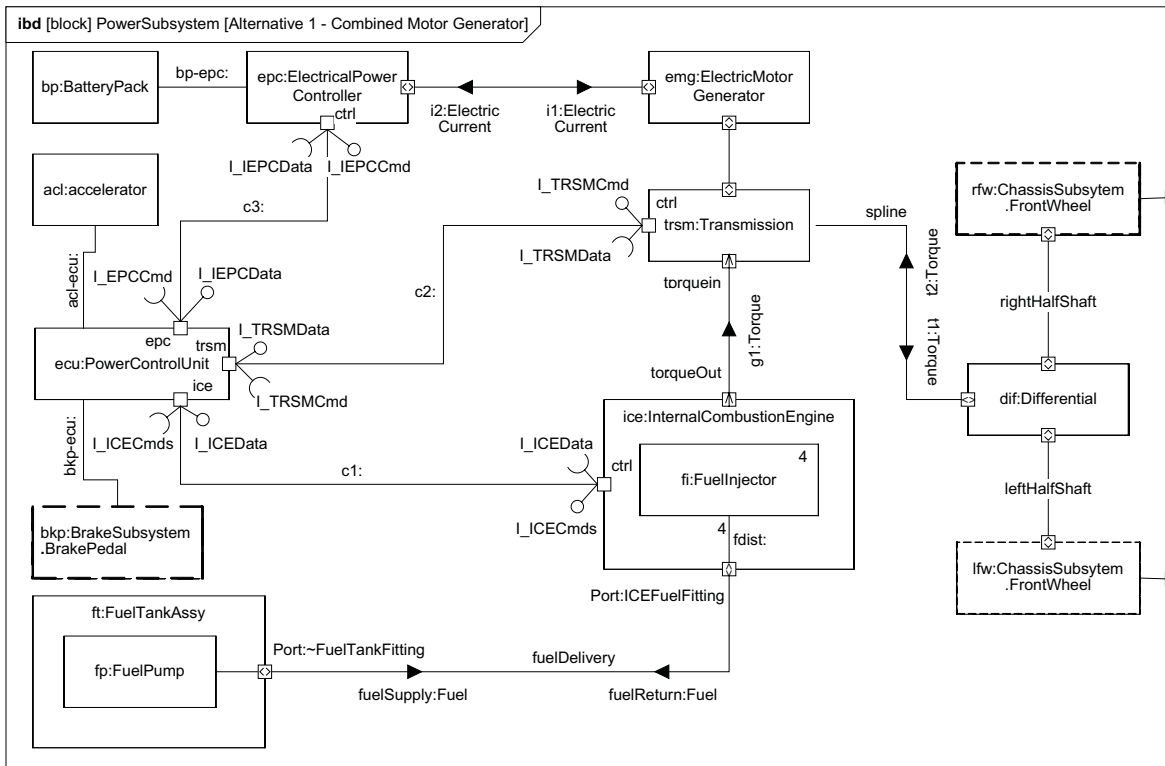 ibd [block] PowerSubsystem [Alternative 1 - Combined Motor Generator]
bp:BatteryPack
bp-epc:
epc:ElectricalPower
Controller
ctrl
i2:Electric
Current
i1:Electric
Current
emg:ElectricMotor
Generator
I_IEPCData
I_IEPCCmd
acl:accelerator
c3:
I_TRSMCmd
ctrl
trsm:Transmission
I_TRSMData
spline
rfw:ChassisSubsytem
.FrontWheel
acl-ecu:
I_EPCCmd
I_IEPCData
c2:
torquein
t2:Torque
rightHalfShaft
epc
trsm
ecu:PowerControlUnit
ice
I_TRSMData
I_TRSMCmd
g1:Torque
t1:Torque
torqueOut
dif:Differential
bkp-ecu:
I_ICECmds
I_ICEData
c1:
I_ICEData
ctrl
I_ICECmds
ice:InternalCombustionEngine
4
fi:FuelInjector
4
fdist:
leftHalfShaft
bkp:BrakeSubsystem
.BrakePedal
lfw:ChassisSubsytem
.FrontWheel
Port:ICEFuelFitting
ft:FuelTankAssy
fp:FuelPump
Port:~FuelTankFitting
fuelDelivery
fuelSupply:Fuel
fuelReturn:Fuel